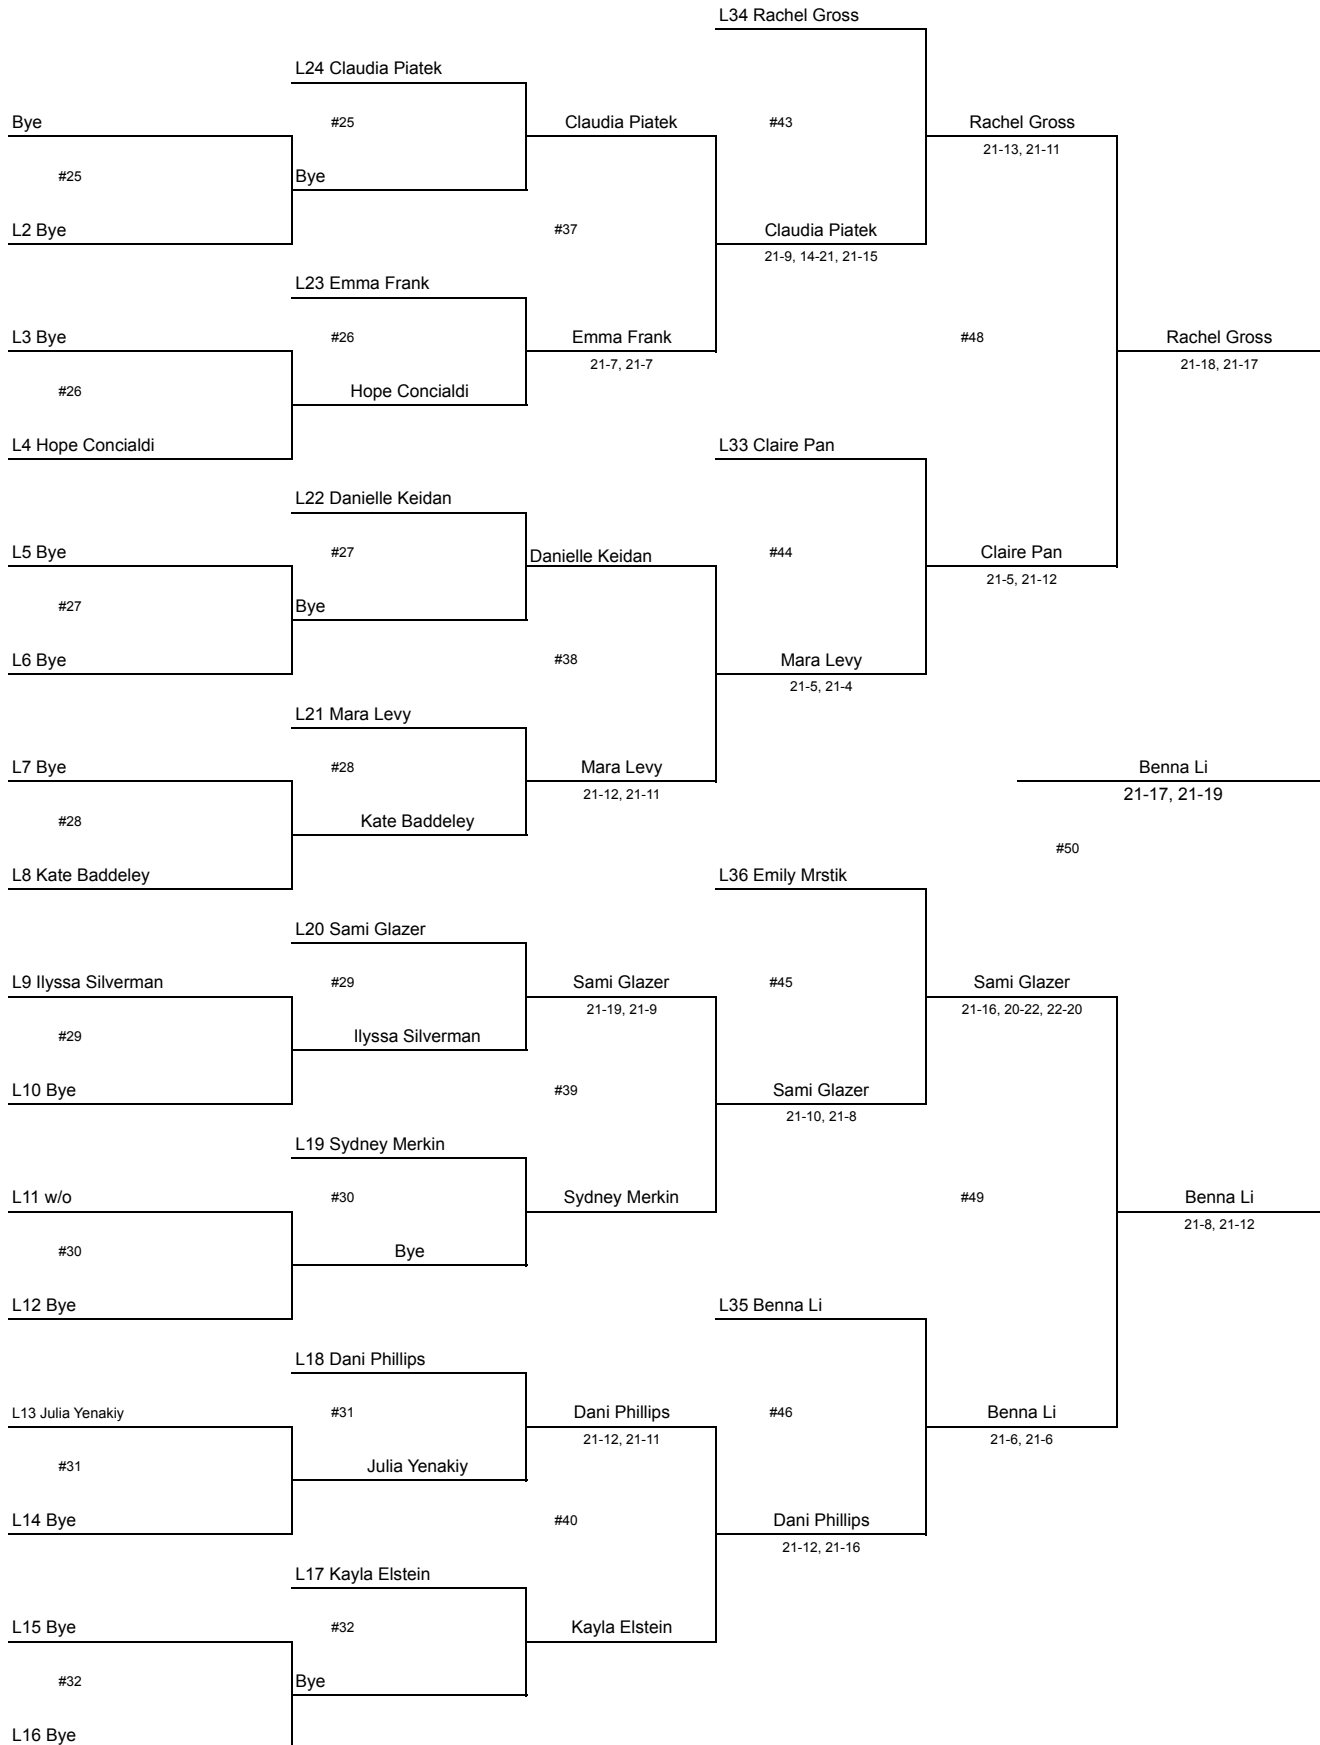 L34 Rachel Gross
L24 Claudia Piatek
Bye
#25
Claudia Piatek
#43
Rachel Gross
21-13, 21-11
#25
Bye
L2 Bye
#37
Claudia Piatek
21-9, 14-21, 21-15
L23 Emma Frank
L3 Bye
#26
Emma Frank
21-7, 21-7
#48
Rachel Gross
21-18, 21-17
#26
Hope Concialdi
L4 Hope Concialdi
L33 Claire Pan
L22 Danielle Keidan
L5 Bye
#27
Danielle Keidan
#44
Claire Pan
21-5, 21-12
#27
Bye
L6 Bye
#38
Mara Levy
21-5, 21-4
L21 Mara Levy
L7 Bye
#28
Mara Levy
21-12, 21-11
Benna Li
21-17, 21-19
#28
Kate Baddeley
#50
L8 Kate Baddeley
L36 Emily Mrstik
L20 Sami Glazer
L9 Ilyssa Silverman
#29
Sami Glazer
21-19, 21-9
#45
Sami Glazer
21-16, 20-22, 22-20
#29
Ilyssa Silverman
L10 Bye
#39
Sami Glazer
21-10, 21-8
L19 Sydney Merkin
L11 w/o
#30
Sydney Merkin
#49
Benna Li
21-8, 21-12
#30
Bye
L12 Bye
L35 Benna Li
L18 Dani Phillips
L13 Julia Yenakiy
#31
Dani Phillips
21-12, 21-11
#46
Benna Li
21-6, 21-6
#31
Julia Yenakiy
L14 Bye
#40
Dani Phillips
21-12, 21-16
L17 Kayla Elstein
L15 Bye
#32
Kayla Elstein
#32
Bye
L16 Bye